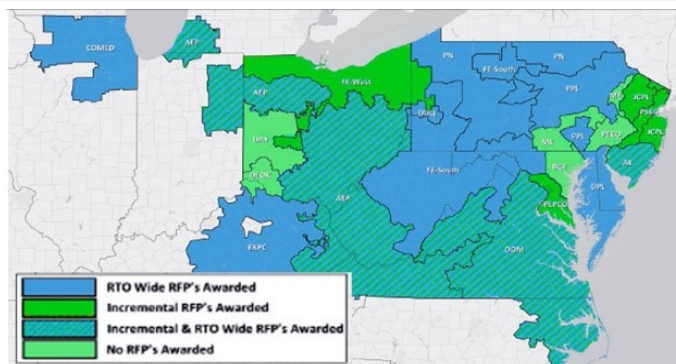 COMED
AEP
PN
PN
FE-South
FE-West
PPL
AEP
DUQ
ME
JCPL
PSEG
DAY
ME
PPL
PECO
JCPL
DEOK
FE-South
BGE
AE
AEP
PEPCO
DPL
EKPC
DOM
RTO Wide RFP's Awarded
Incremental RFP's Awarded
Incremental & RTO Wide RFP's Awarded
No RFP's Awarded